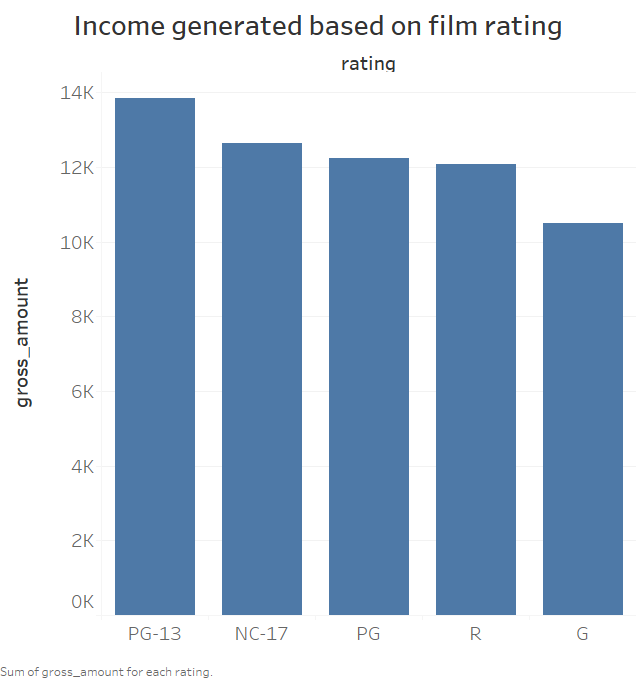 Income generated based on film rating
rating
14K
12K
10K
8K
6K
4K
2K
0K
gross_amount
PG-13 NC-17 PG R G
Sum of gross_amount for each rating.